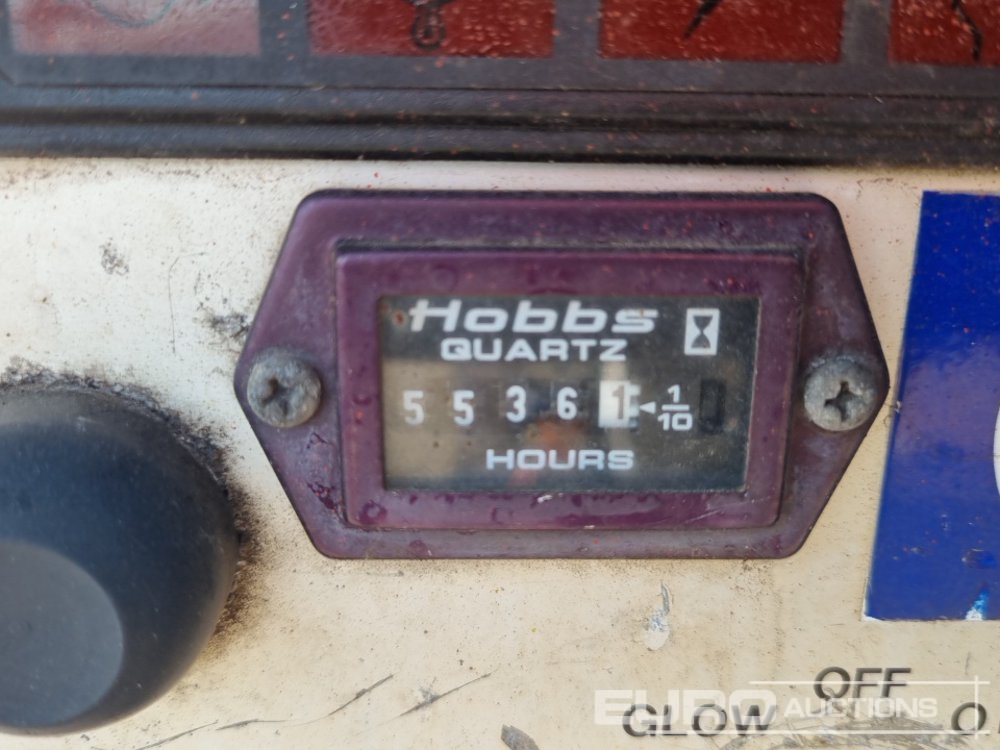 Hobbs
QUARTZ
5 5 3 6 1 1/10
HOURS
OFF
GLOW
EURO AUCTIONS